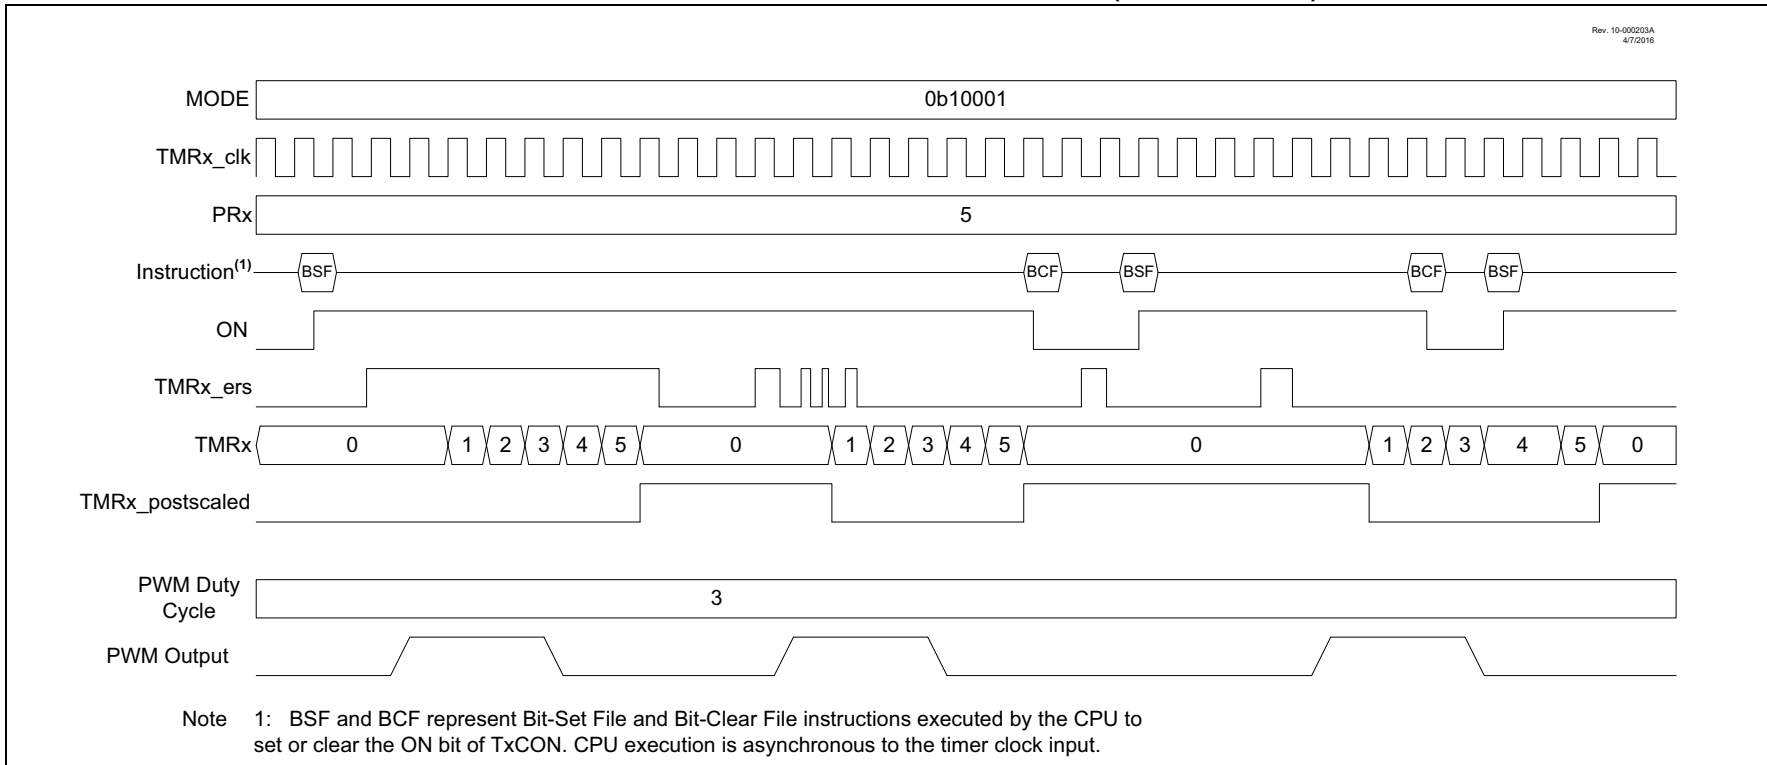 Rev. 10-000203A
4/7/2016
MODE 0b10001
TMRx_clk
PRx 5
Instruction(1) BSF BCF BSF BCF BSF
ON
TMRx_ers
TMRx 0 1 2 3 4 5 0 1 2 3 4 5 0 1 2 3 4 5 0
TMRx_postscaled
PWM Duty
Cycle 3
PWM Output
Note 1: BSF and BCF represent Bit-Set File and Bit-Clear File instructions executed by the CPU to
set or clear the ON bit of TxCON. CPU execution is asynchronous to the timer clock input.